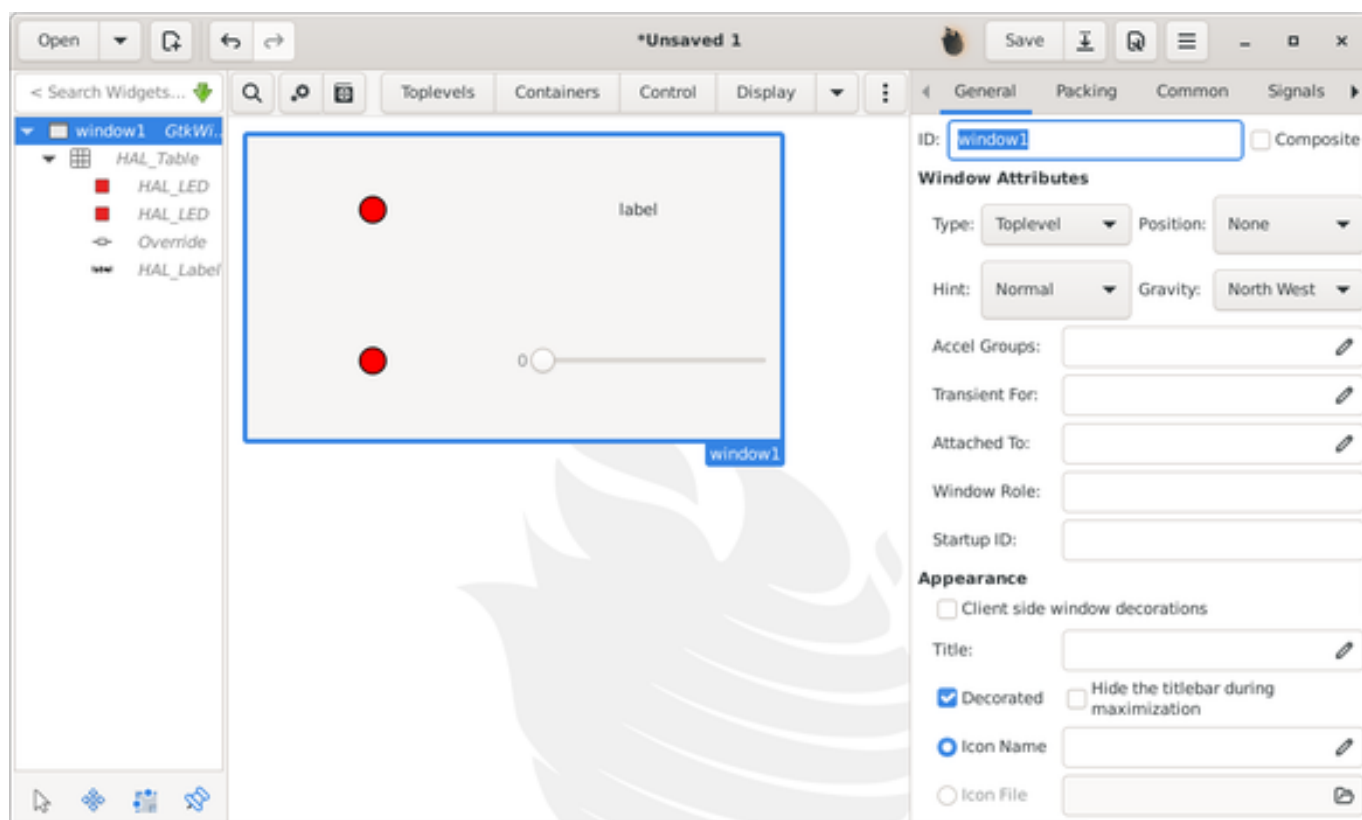 Open
*Unsaved 1
Save
< Search Widgets...
Toplevels Containers Control Display
General Packing Common Signals
window1 GtkWi..
HAL_Table
HAL_LED
HAL_LED
Override
HAL_Label
label
0
window1
ID: window1 Composite
Window Attributes
Type: Toplevel Position: None
Hint: Normal Gravity: North West
Accel Groups:
Transient For:
Attached To:
Window Role:
Startup ID:
Appearance
Client side window decorations
Title:
Decorated Hide the titlebar during
maximization
Icon Name
Icon File